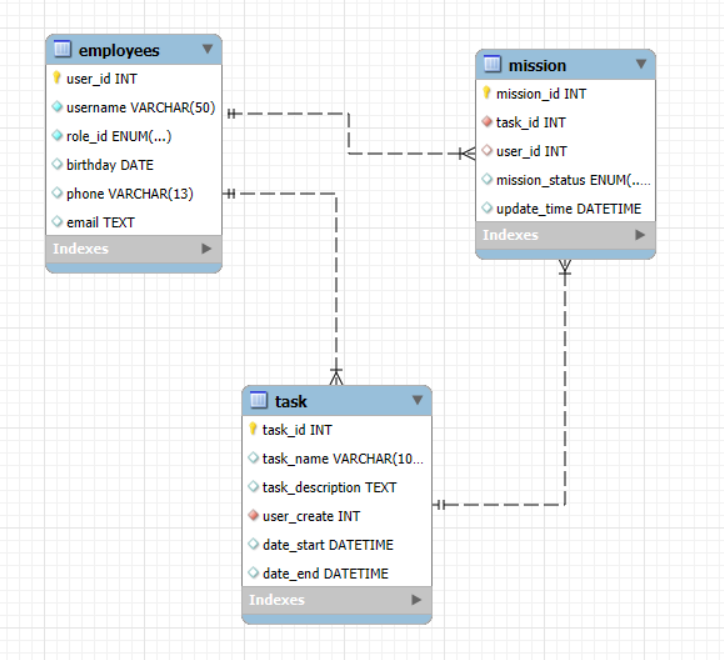 employees
user_id INT
username VARCHAR(50)
role_id ENUM(...)
birthday DATE
phone VARCHAR(13)
email TEXT
Indexes
mission
mission_id INT
task_id INT
user_id INT
mission_status ENUM(.....
update_time DATETIME
Indexes
task
task_id INT
task_name VARCHAR(10...
task_description TEXT
user_create INT
date_start DATETIME
date_end DATETIME
Indexes